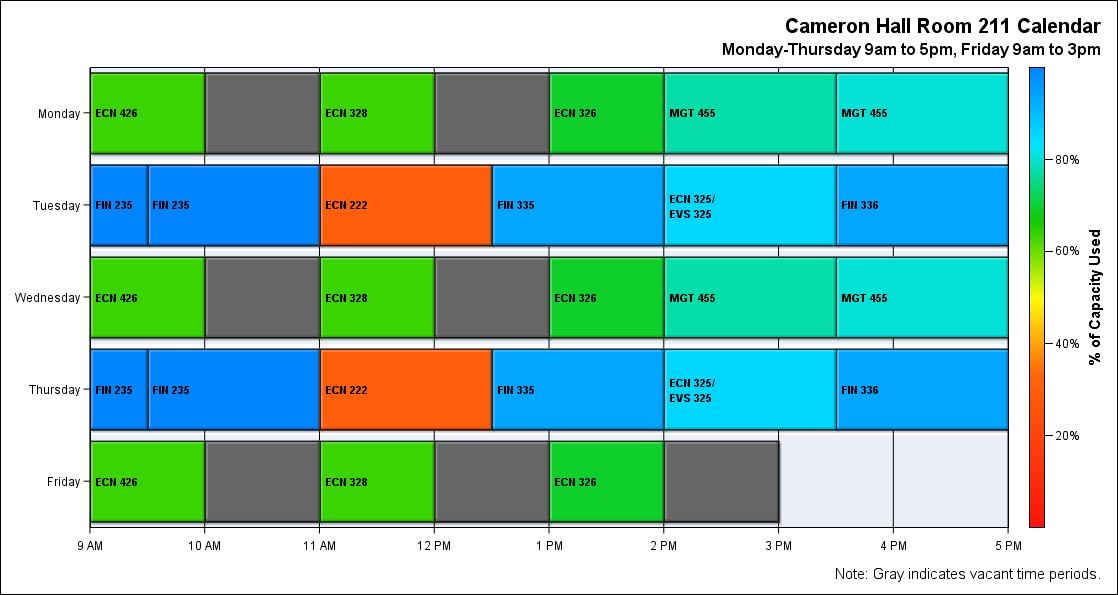 Cameron Hall Room 211 Calendar
Monday-Thursday 9am to 5pm, Friday 9am to 3pm
Monday
ECN 426
ECN 328
ECN 326
MGT 455
MGT 455
Tuesday
FIN 235
FIN 235
ECN 222
FIN 335
ECN 325/
EVS 325
FIN 336
Wednesday
ECN 426
ECN 328
ECN 326
MGT 455
MGT 455
Thursday
FIN 235
FIN 235
ECN 222
FIN 335
ECN 325/
EVS 325
FIN 336
Friday
ECN 426
ECN 328
ECN 326
9 AM
10 AM
11 AM
12 PM
1 PM
2 PM
3 PM
4 PM
5 PM
80%
60%
40%
20%
% of Capacity Used
Note: Gray indicates vacant time periods.